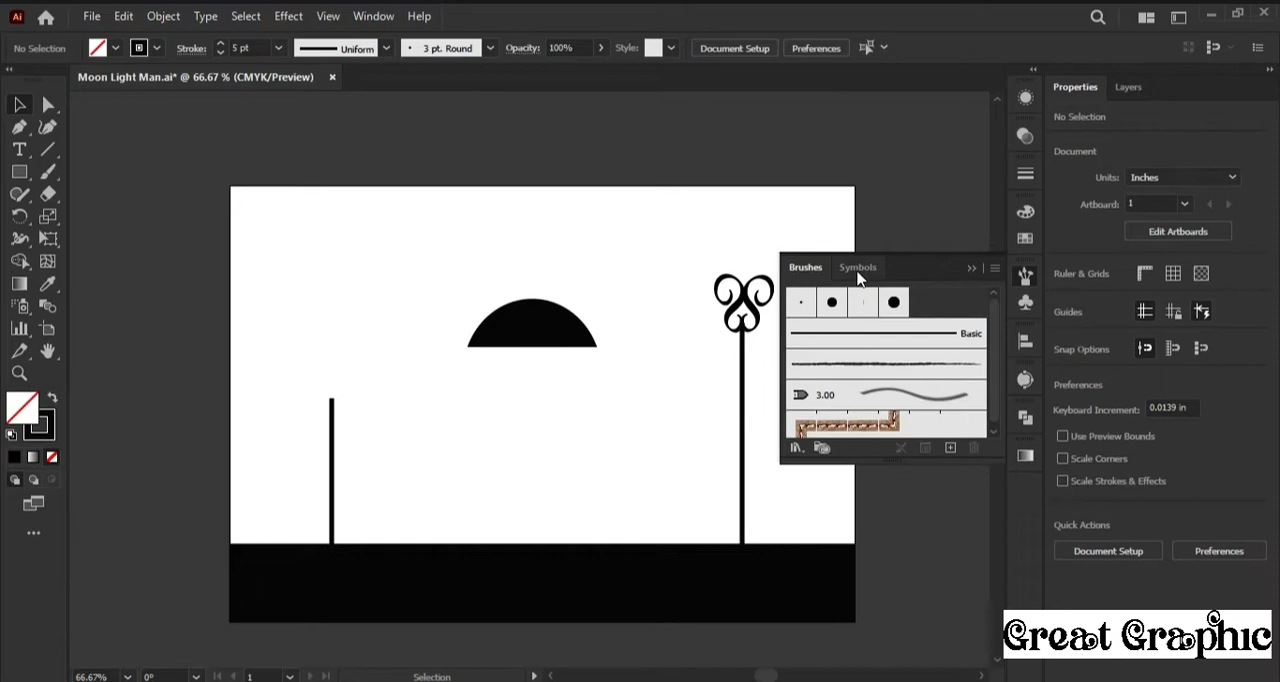 Ai File Edit Object Type Select Effect View Window Help
No Selection Stroke: 5 pt Uniform 3 pt. Round Opacity: 100% Style: Document Setup Preferences
Moon Light Man.ai* @ 66.67 % (CMYK/Preview) ×
Properties Layers
No Selection
Document
Units: Inches
Artboard: 1
Edit Artboards
Ruler & Grids
Guides
Snap Options
Preferences
Keyboard Increment: 0.0139 in
Use Preview Bounds
Scale Corners
Scale Strokes & Effects
Quick Actions
Document Setup Preferences
Brushes Symbols
Basic
3.00
Great Graphic
66.67% 0° 1 Selection